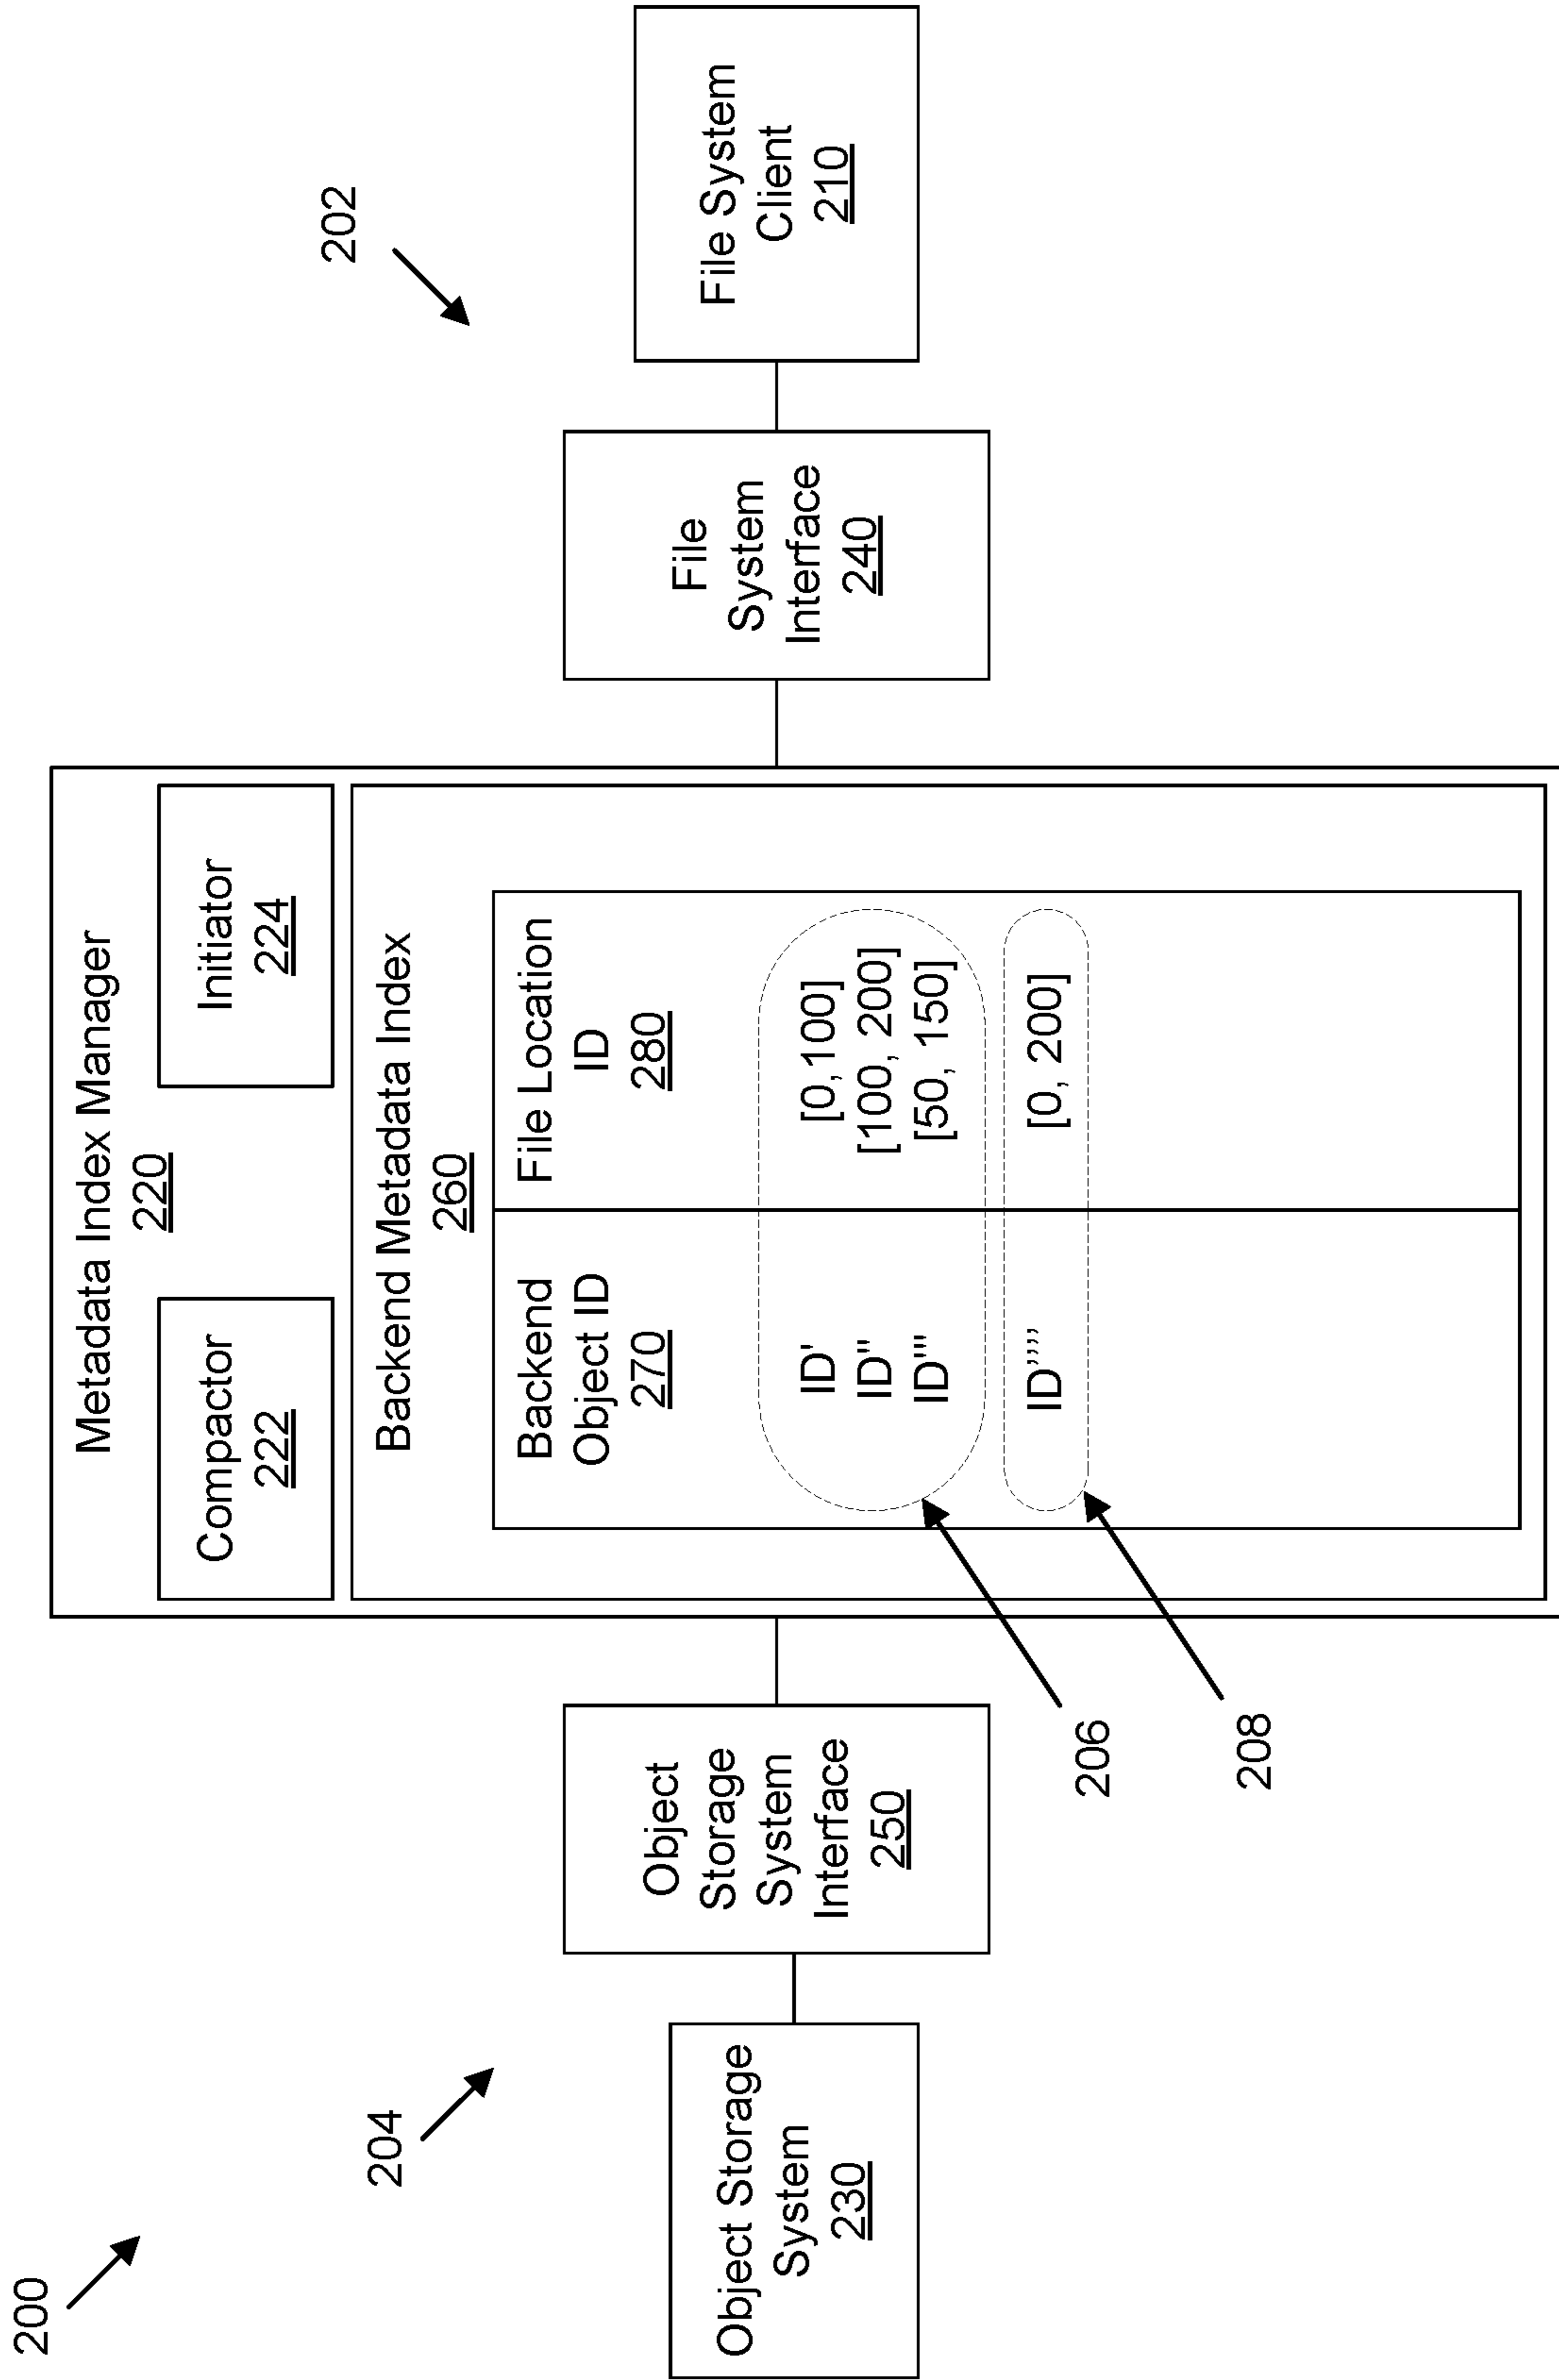 200
204
202
Metadata Index Manager
220
Compactor
222
Initiator
224
Backend Metadata Index
260
Backend
Object ID
270
File Location
ID
280
ID' [0,100]
ID'' [100, 200]
ID''' [50, 150]
ID'''' [0, 200]
Object Storage
System
230
Object
Storage
System
Interface
250
File
System
Interface
240
File System
Client
210
206
208